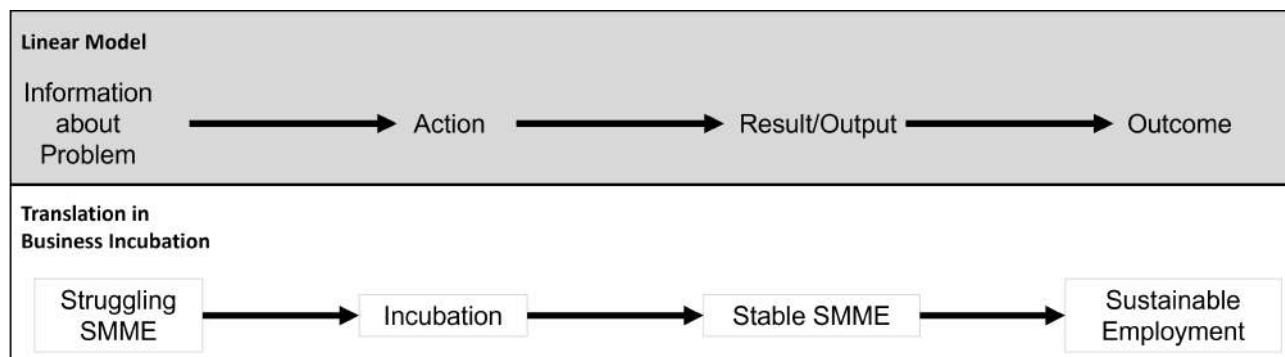 Linear Model
Information
about
Problem
Action
Result/Output
Outcome
Translation in
Business Incubation
Struggling
SMME
Incubation
Stable SMME
Sustainable
Employment